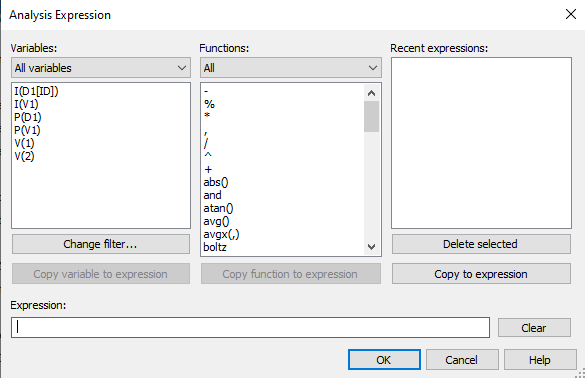 Analysis Expression
Variables:
All variables
I(D1[ID])
I(V1)
P(D1)
P(V1)
V(1)
V(2)
Change filter...
Copy variable to expression
Functions:
All
-
%
*
,
/
^
+
abs()
and
atan()
avg()
avgx(,)
boltz
Copy function to expression
Recent expressions:
Delete selected
Copy to expression
Expression:
Clear
OK
Cancel
Help